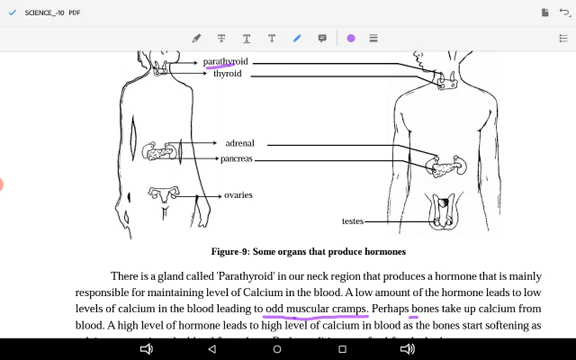 SCIENCE_-10 PDF
parathyroid
thyroid
adrenal
pancreas
ovaries
testes
Figure-9: Some organs that produce hormones
There is a gland called 'Parathyroid' in our neck region that produces a hormone that is mainly
responsible for maintaining level of Calcium in the blood. A low amount of the hormone leads to low
levels of calcium in the blood leading to odd muscular cramps. Perhaps bones take up calcium from
blood. A high level of hormone leads to high level of calcium in blood as the bones start softening as